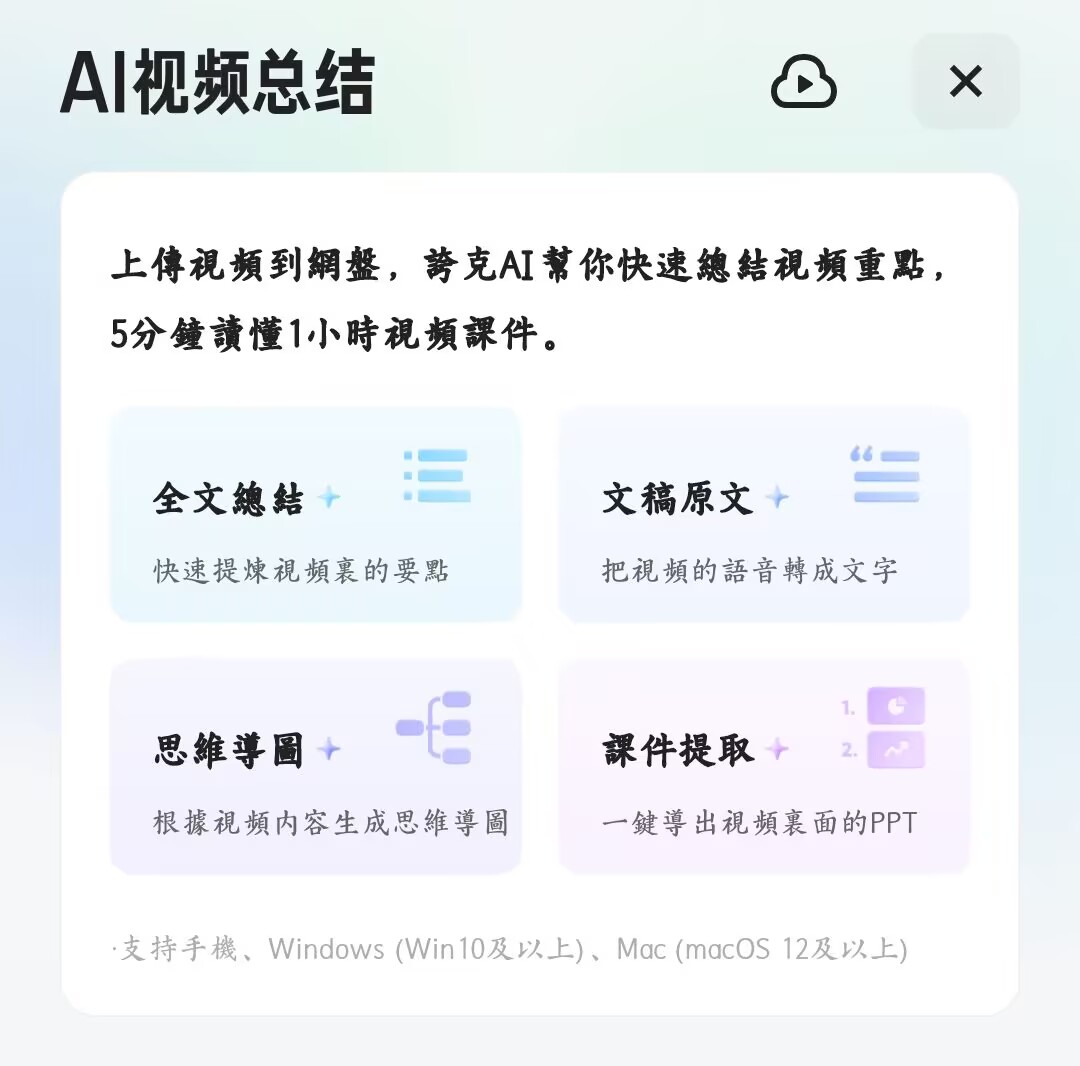 AI视频总结
上傳視頻到網盤，誇克AI幫你快速總結視頻重點，
5分鐘讀懂1小時視頻課件。
全文總結
快速提煉視頻裏的要點
文稿原文
把視頻的語音轉成文字
思維導圖
根據視頻内容生成思維導圖
1.
2.
課件提取
一鍵導出視頻裏面的PPT
·支持手機、Windows (Win10及以上)、Mac (macOS 12及以上)